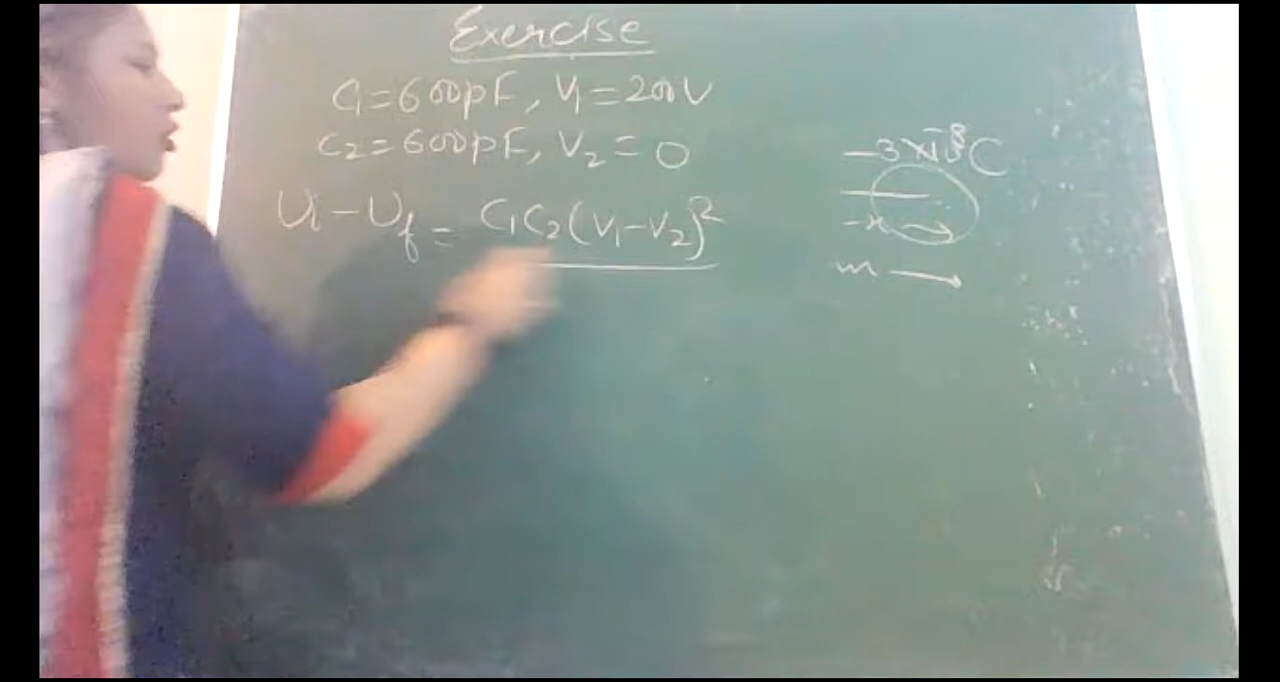 Exercise
C1=600pF, V1=200V
C2=600pF, V2=0
Ui-Uf=C1C2(V1-V2)²
-3×10⁻⁸C
-x
m